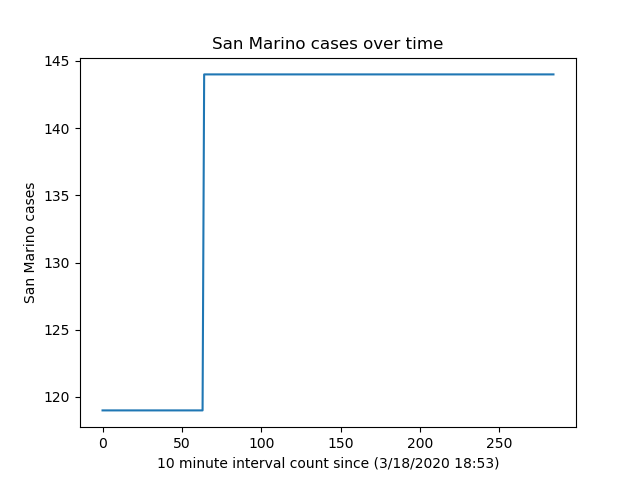 San Marino cases over time
145
140
135
130
125
120
San Marino cases
0 50 100 150 200 250
10 minute interval count since (3/18/2020 18:53)